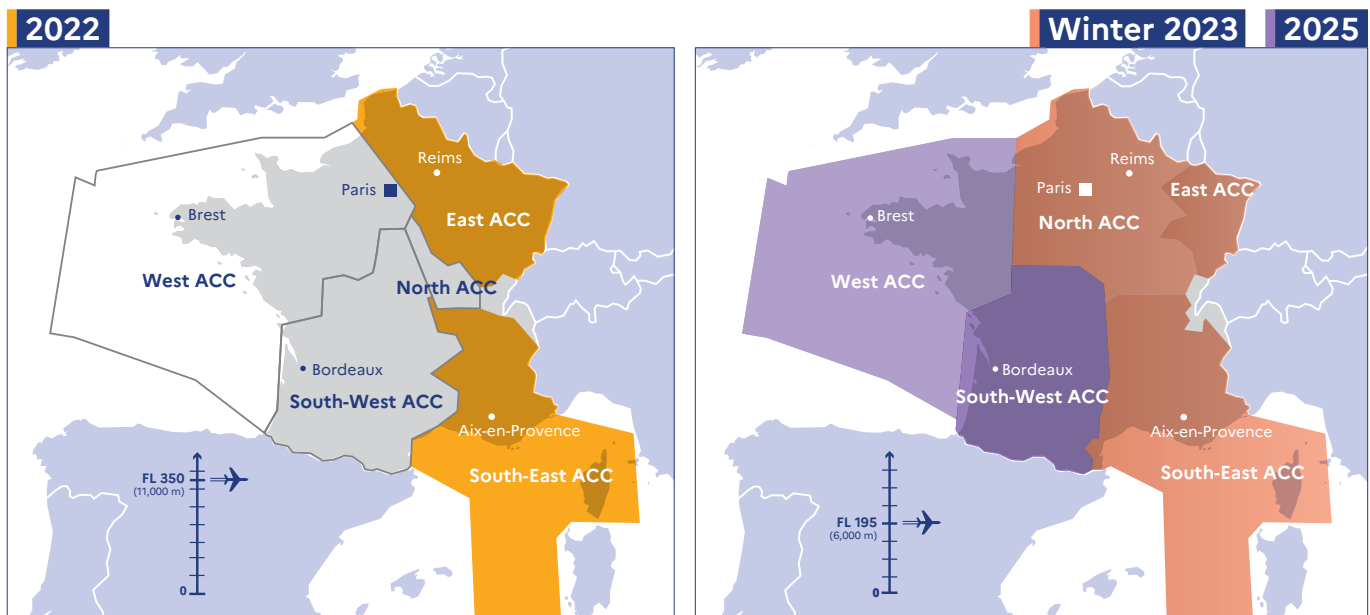 2022
Reims
Paris
Brest
East ACC
West ACC
North ACC
Bordeaux
South-West ACC
Aix-en-Provence
South-East ACC
FL 350
(11,000 m)
0
Winter 2023
2025
Reims
Paris
East ACC
Brest
North ACC
West ACC
Bordeaux
South-West ACC
Aix-en-Provence
South-East ACC
FL 195
(6,000 m)
0